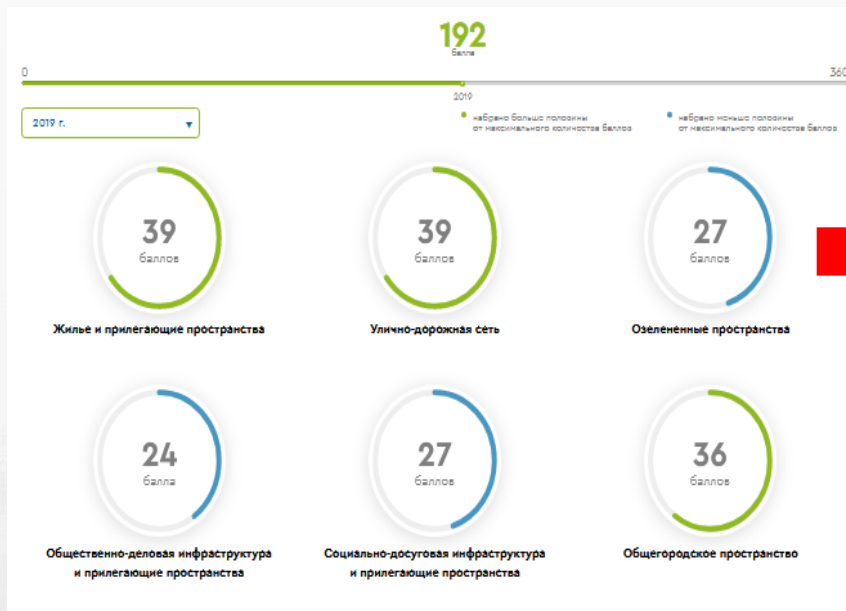 192
балла
0
360
2019
2019 г.
набрано больше половины
от максимального количества баллов
набрано меньше половины
от максимального количества баллов
39
баллов
39
баллов
27
баллов
Жилье и прилегающие пространства
Улично-дорожная сеть
Озелененные пространства
24
балла
27
баллов
36
баллов
Общественно-деловая инфраструктура
и прилегающие пространства
Социально-досуговая инфраструктура
и прилегающие пространства
Общегородское пространство